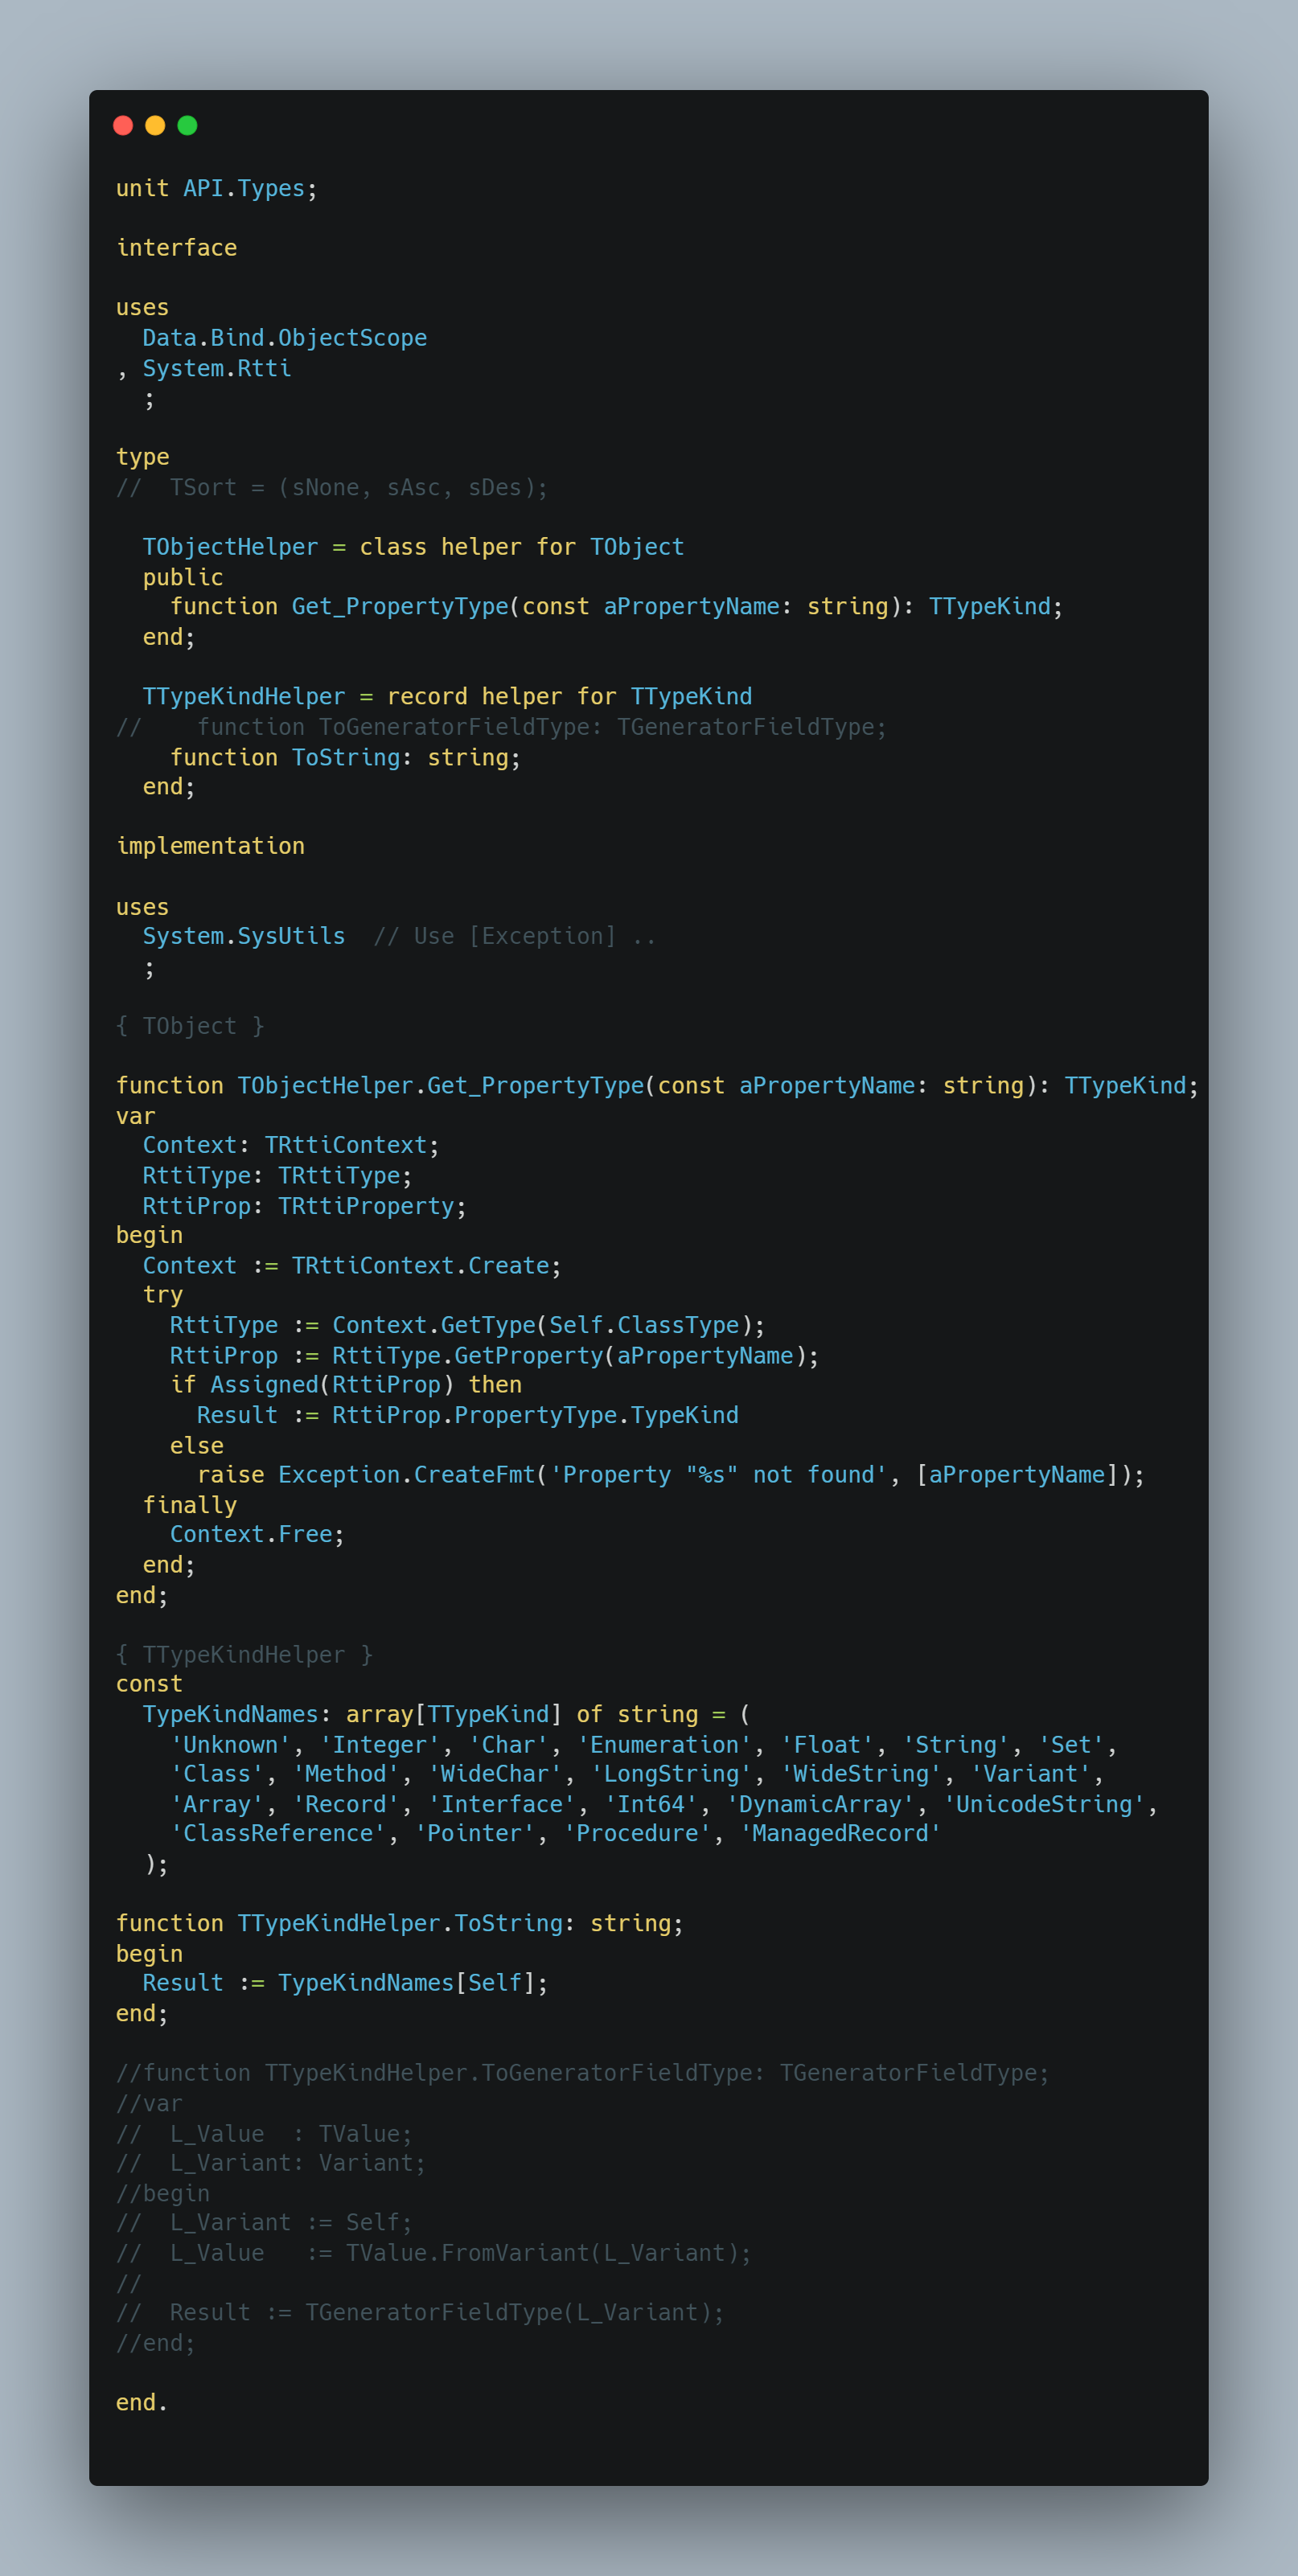 unit API.Types;

interface

uses
  Data.Bind.ObjectScope
, System.Rtti
  ;

type
//  TSort = (sNone, sAsc, sDes);

  TObjectHelper = class helper for TObject
  public
    function Get_PropertyType(const aPropertyName: string): TTypeKind;
  end;

  TTypeKindHelper = record helper for TTypeKind
//    function ToGeneratorFieldType: TGeneratorFieldType;
    function ToString: string;
  end;

implementation

uses
  System.SysUtils  // Use [Exception] ..
  ;

{ TObject }

function TObjectHelper.Get_PropertyType(const aPropertyName: string): TTypeKind;
var
  Context: TRttiContext;
  RttiType: TRttiType;
  RttiProp: TRttiProperty;
begin
  Context := TRttiContext.Create;
  try
    RttiType := Context.GetType(Self.ClassType);
    RttiProp := RttiType.GetProperty(aPropertyName);
    if Assigned(RttiProp) then
      Result := RttiProp.PropertyType.TypeKind
    else
      raise Exception.CreateFmt('Property "%s" not found', [aPropertyName]);
  finally
    Context.Free;
  end;
end;

{ TTypeKindHelper }
const
  TypeKindNames: array[TTypeKind] of string = (
    'Unknown', 'Integer', 'Char', 'Enumeration', 'Float', 'String', 'Set',
    'Class', 'Method', 'WideChar', 'LongString', 'WideString', 'Variant',
    'Array', 'Record', 'Interface', 'Int64', 'DynamicArray', 'UnicodeString',
    'ClassReference', 'Pointer', 'Procedure', 'ManagedRecord'
  );

function TTypeKindHelper.ToString: string;
begin
  Result := TypeKindNames[Self];
end;

//function TTypeKindHelper.ToGeneratorFieldType: TGeneratorFieldType;
//var
//  L_Value  : TValue;
//  L_Variant: Variant;
//begin
//  L_Variant := Self;
//  L_Value   := TValue.FromVariant(L_Variant);
//
//  Result := TGeneratorFieldType(L_Variant);
//end;

end.